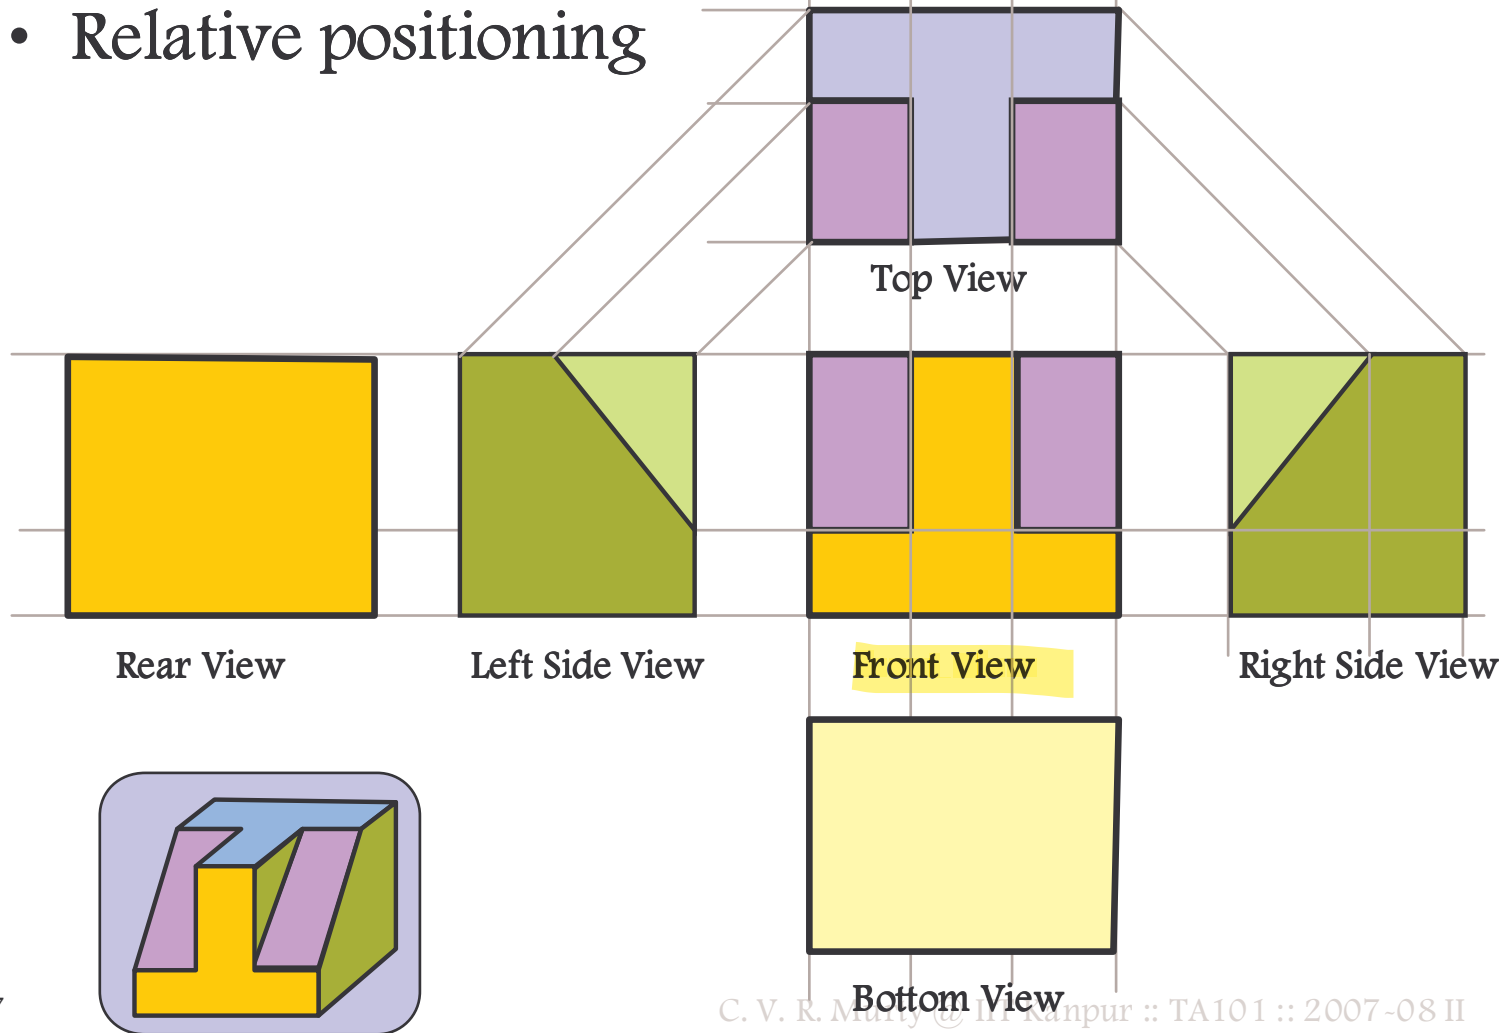 • Relative positioning
Top View
Rear View
Left Side View
Front View
Right Side View
Bottom View
C. V. R. Murty @ IIT Kanpur :: TA101 :: 2007-08 II